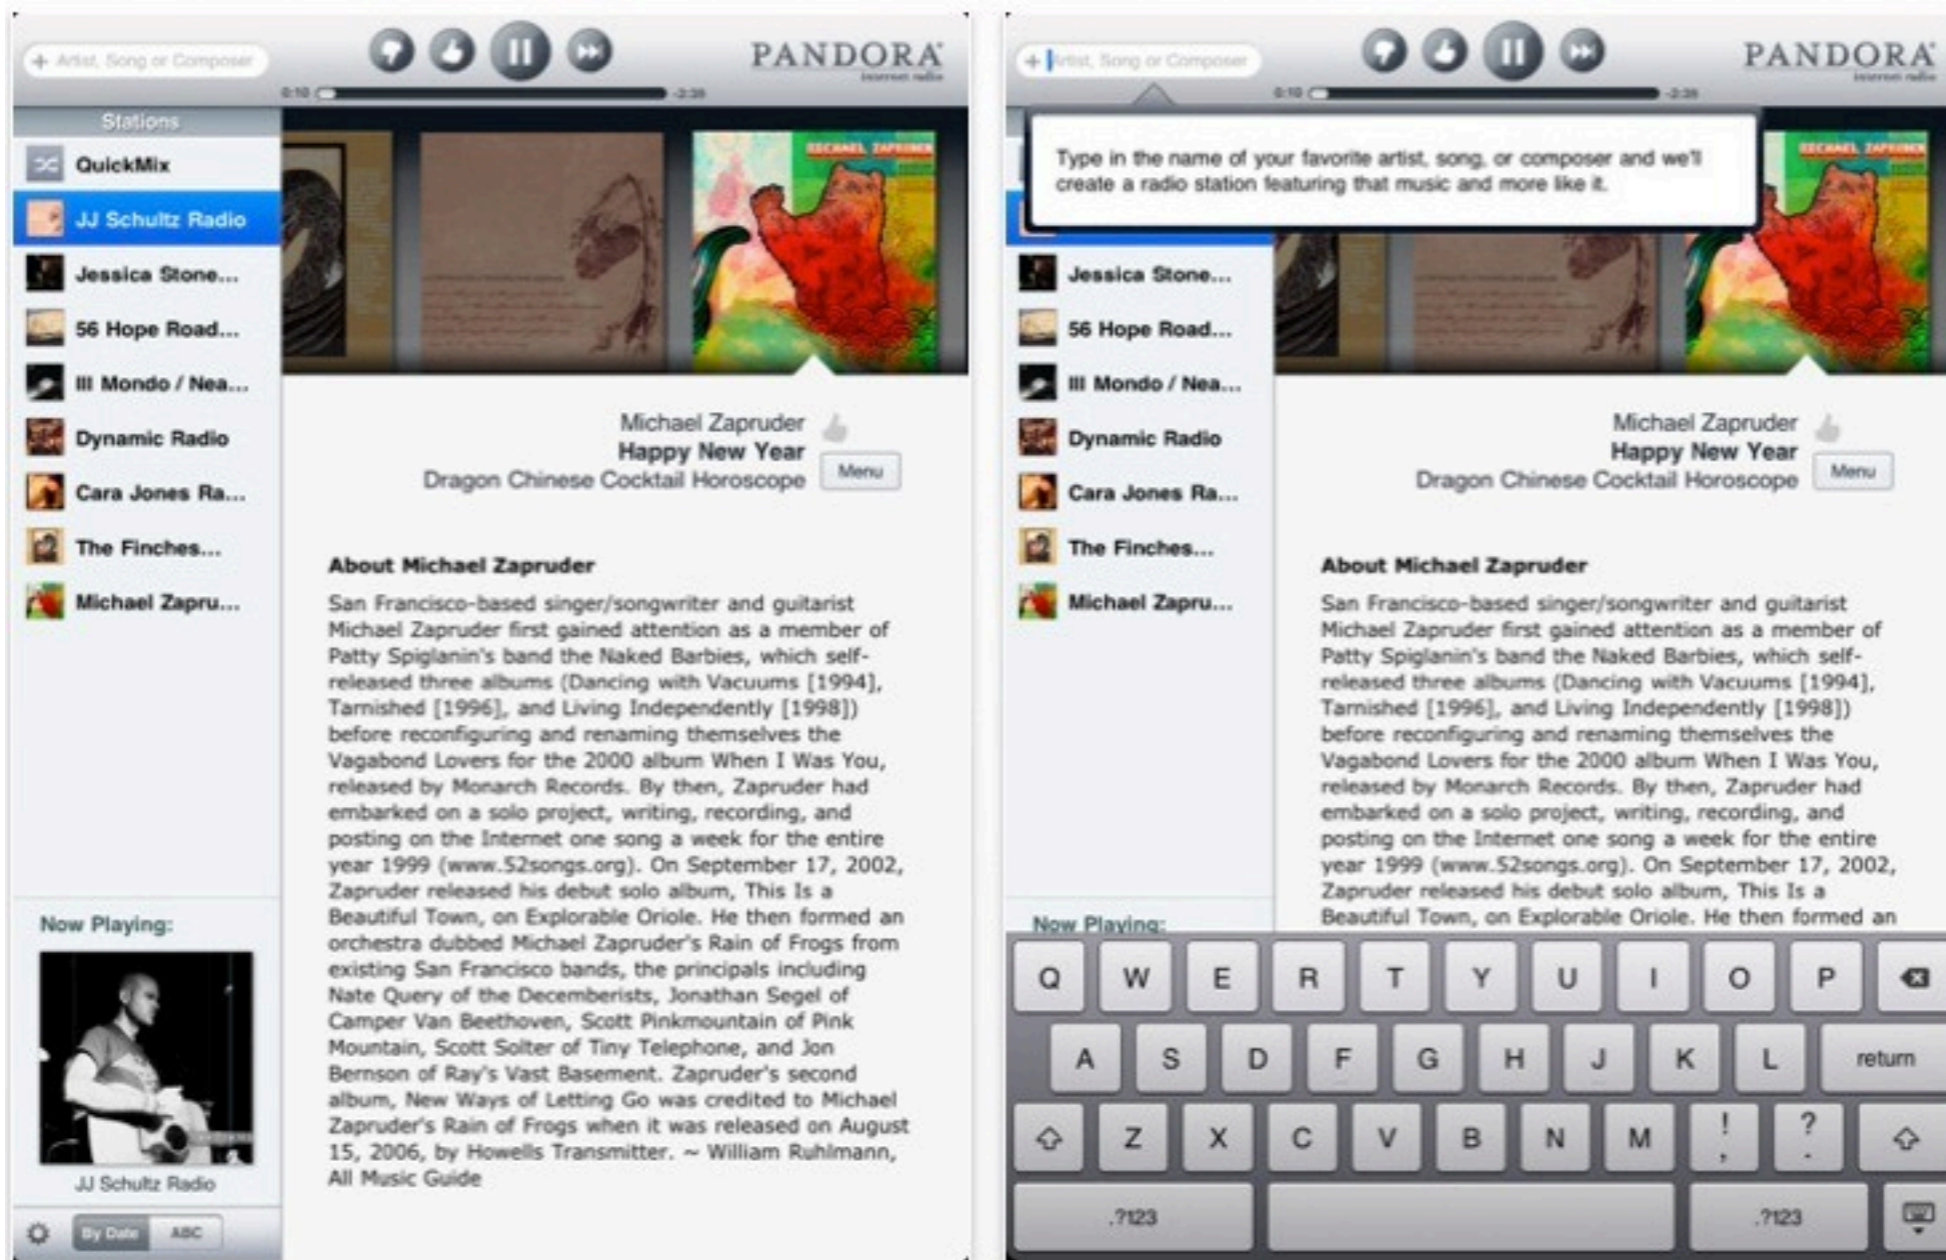 + Artist, Song or Composer
PANDORA
internet radio
0:10
-2:36
Stations
QuickMix
JJ Schultz Radio
Jessica Stone...
56 Hope Road...
Ill Mondo / Nea...
Dynamic Radio
Cara Jones Ra...
The Finches...
Michael Zapru...
MICHAEL ZAPRUDER
Michael Zapruder
Happy New Year
Dragon Chinese Cocktail Horoscope
Menu
About Michael Zapruder
San Francisco-based singer/songwriter and guitarist
Michael Zapruder first gained attention as a member of
Patty Spiglanin's band the Naked Barbies, which self-
released three albums (Dancing with Vacuums [1994],
Tarnished [1996], and Living Independently [1998])
before reconfiguring and renaming themselves the
Vagabond Lovers for the 2000 album When I Was You,
released by Monarch Records. By then, Zapruder had
embarked on a solo project, writing, recording, and
posting on the Internet one song a week for the entire
year 1999 (www.52songs.org). On September 17, 2002,
Zapruder released his debut solo album, This Is a
Beautiful Town, on Explorable Oriole. He then formed an
orchestra dubbed Michael Zapruder's Rain of Frogs from
existing San Francisco bands, the principals including
Nate Query of the Decemberists, Jonathan Segel of
Camper Van Beethoven, Scott Pinkmountain of Pink
Mountain, Scott Solter of Tiny Telephone, and Jon
Bernson of Ray's Vast Basement. Zapruder's second
album, New Ways of Letting Go was credited to Michael
Zapruder's Rain of Frogs when it was released on August
15, 2006, by Howells Transmitter. ~ William Ruhlmann,
All Music Guide
Now Playing:
JJ Schultz Radio
By Date ABC
+ Artist, Song or Composer
PANDORA
internet radio
0:10
-2:36
Type in the name of your favorite artist, song, or composer and we'll
create a radio station featuring that music and more like it.
Jessica Stone...
56 Hope Road...
Ill Mondo / Nea...
Dynamic Radio
Cara Jones Ra...
The Finches...
Michael Zapru...
MICHAEL ZAPRUDER
Michael Zapruder
Happy New Year
Dragon Chinese Cocktail Horoscope
Menu
About Michael Zapruder
San Francisco-based singer/songwriter and guitarist
Michael Zapruder first gained attention as a member of
Patty Spiglanin's band the Naked Barbies, which self-
released three albums (Dancing with Vacuums [1994],
Tarnished [1996], and Living Independently [1998])
before reconfiguring and renaming themselves the
Vagabond Lovers for the 2000 album When I Was You,
released by Monarch Records. By then, Zapruder had
embarked on a solo project, writing, recording, and
posting on the Internet one song a week for the entire
year 1999 (www.52songs.org). On September 17, 2002,
Zapruder released his debut solo album, This Is a
Beautiful Town, on Explorable Oriole. He then formed an
Now Playing:
Q W E R T Y U I O P
A S D F G H J K L return
Z X C V B N M ! , ? .
.?123 .?123